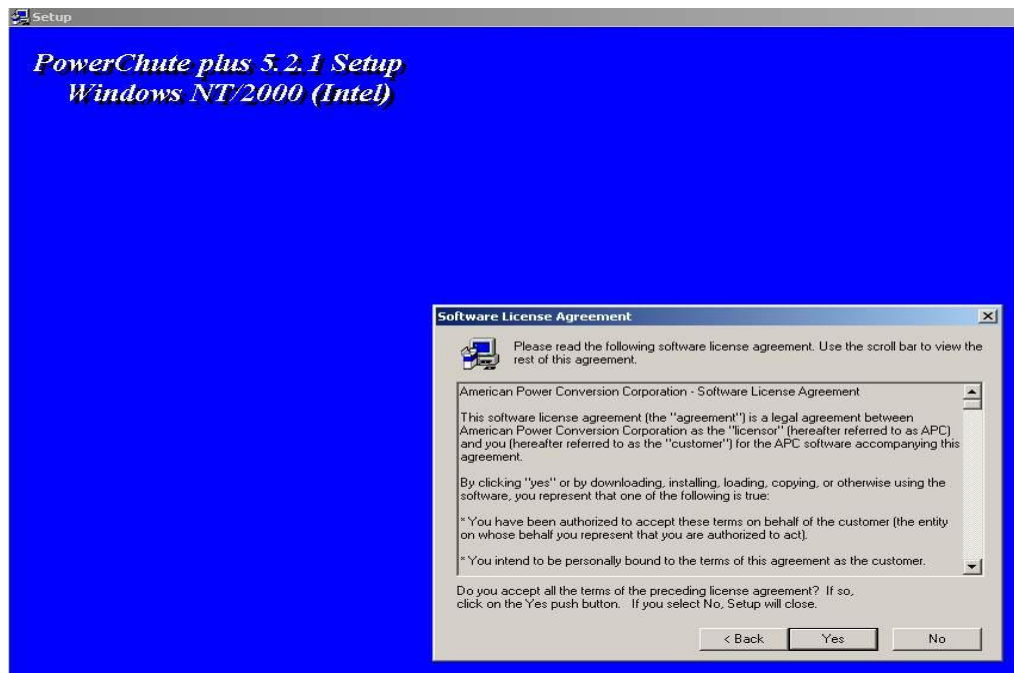 Setup
PowerChute plus 5.2.1 Setup
Windows NT/2000 (Intel)
Software License Agreement
Please read the following software license agreement. Use the scroll bar to view the
rest of this agreement.
American Power Conversion Corporation - Software License Agreement
This software license agreement (the "agreement") is a legal agreement between
American Power Conversion Corporation as the "licensor" (hereafter referred to as APC)
and you (hereafter referred to as the "customer") for the APC software accompanying this
agreement.
By clicking "yes" or by downloading, installing, loading, copying, or otherwise using the
software, you represent that one of the following is true:
* You have been authorized to accept these terms on behalf of the customer (the entity
on whose behalf you represent that you are authorized to act).
* You intend to be personally bound to the terms of this agreement as the customer.
Do you accept all the terms of the preceding license agreement? If so,
click on the Yes push button. If you select No, Setup will close.
< Back
Yes
No